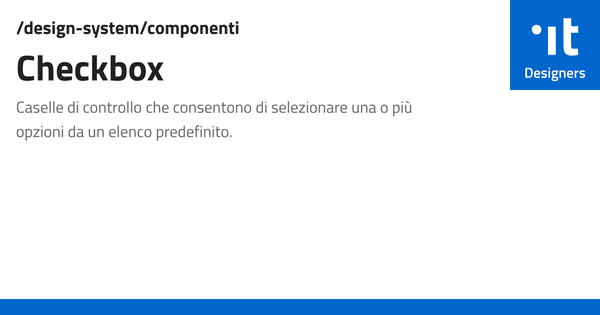 /design-system/componenti
Checkbox
Caselle di controllo che consentono di selezionare una o più
opzioni da un elenco predefinito.
it
Designers